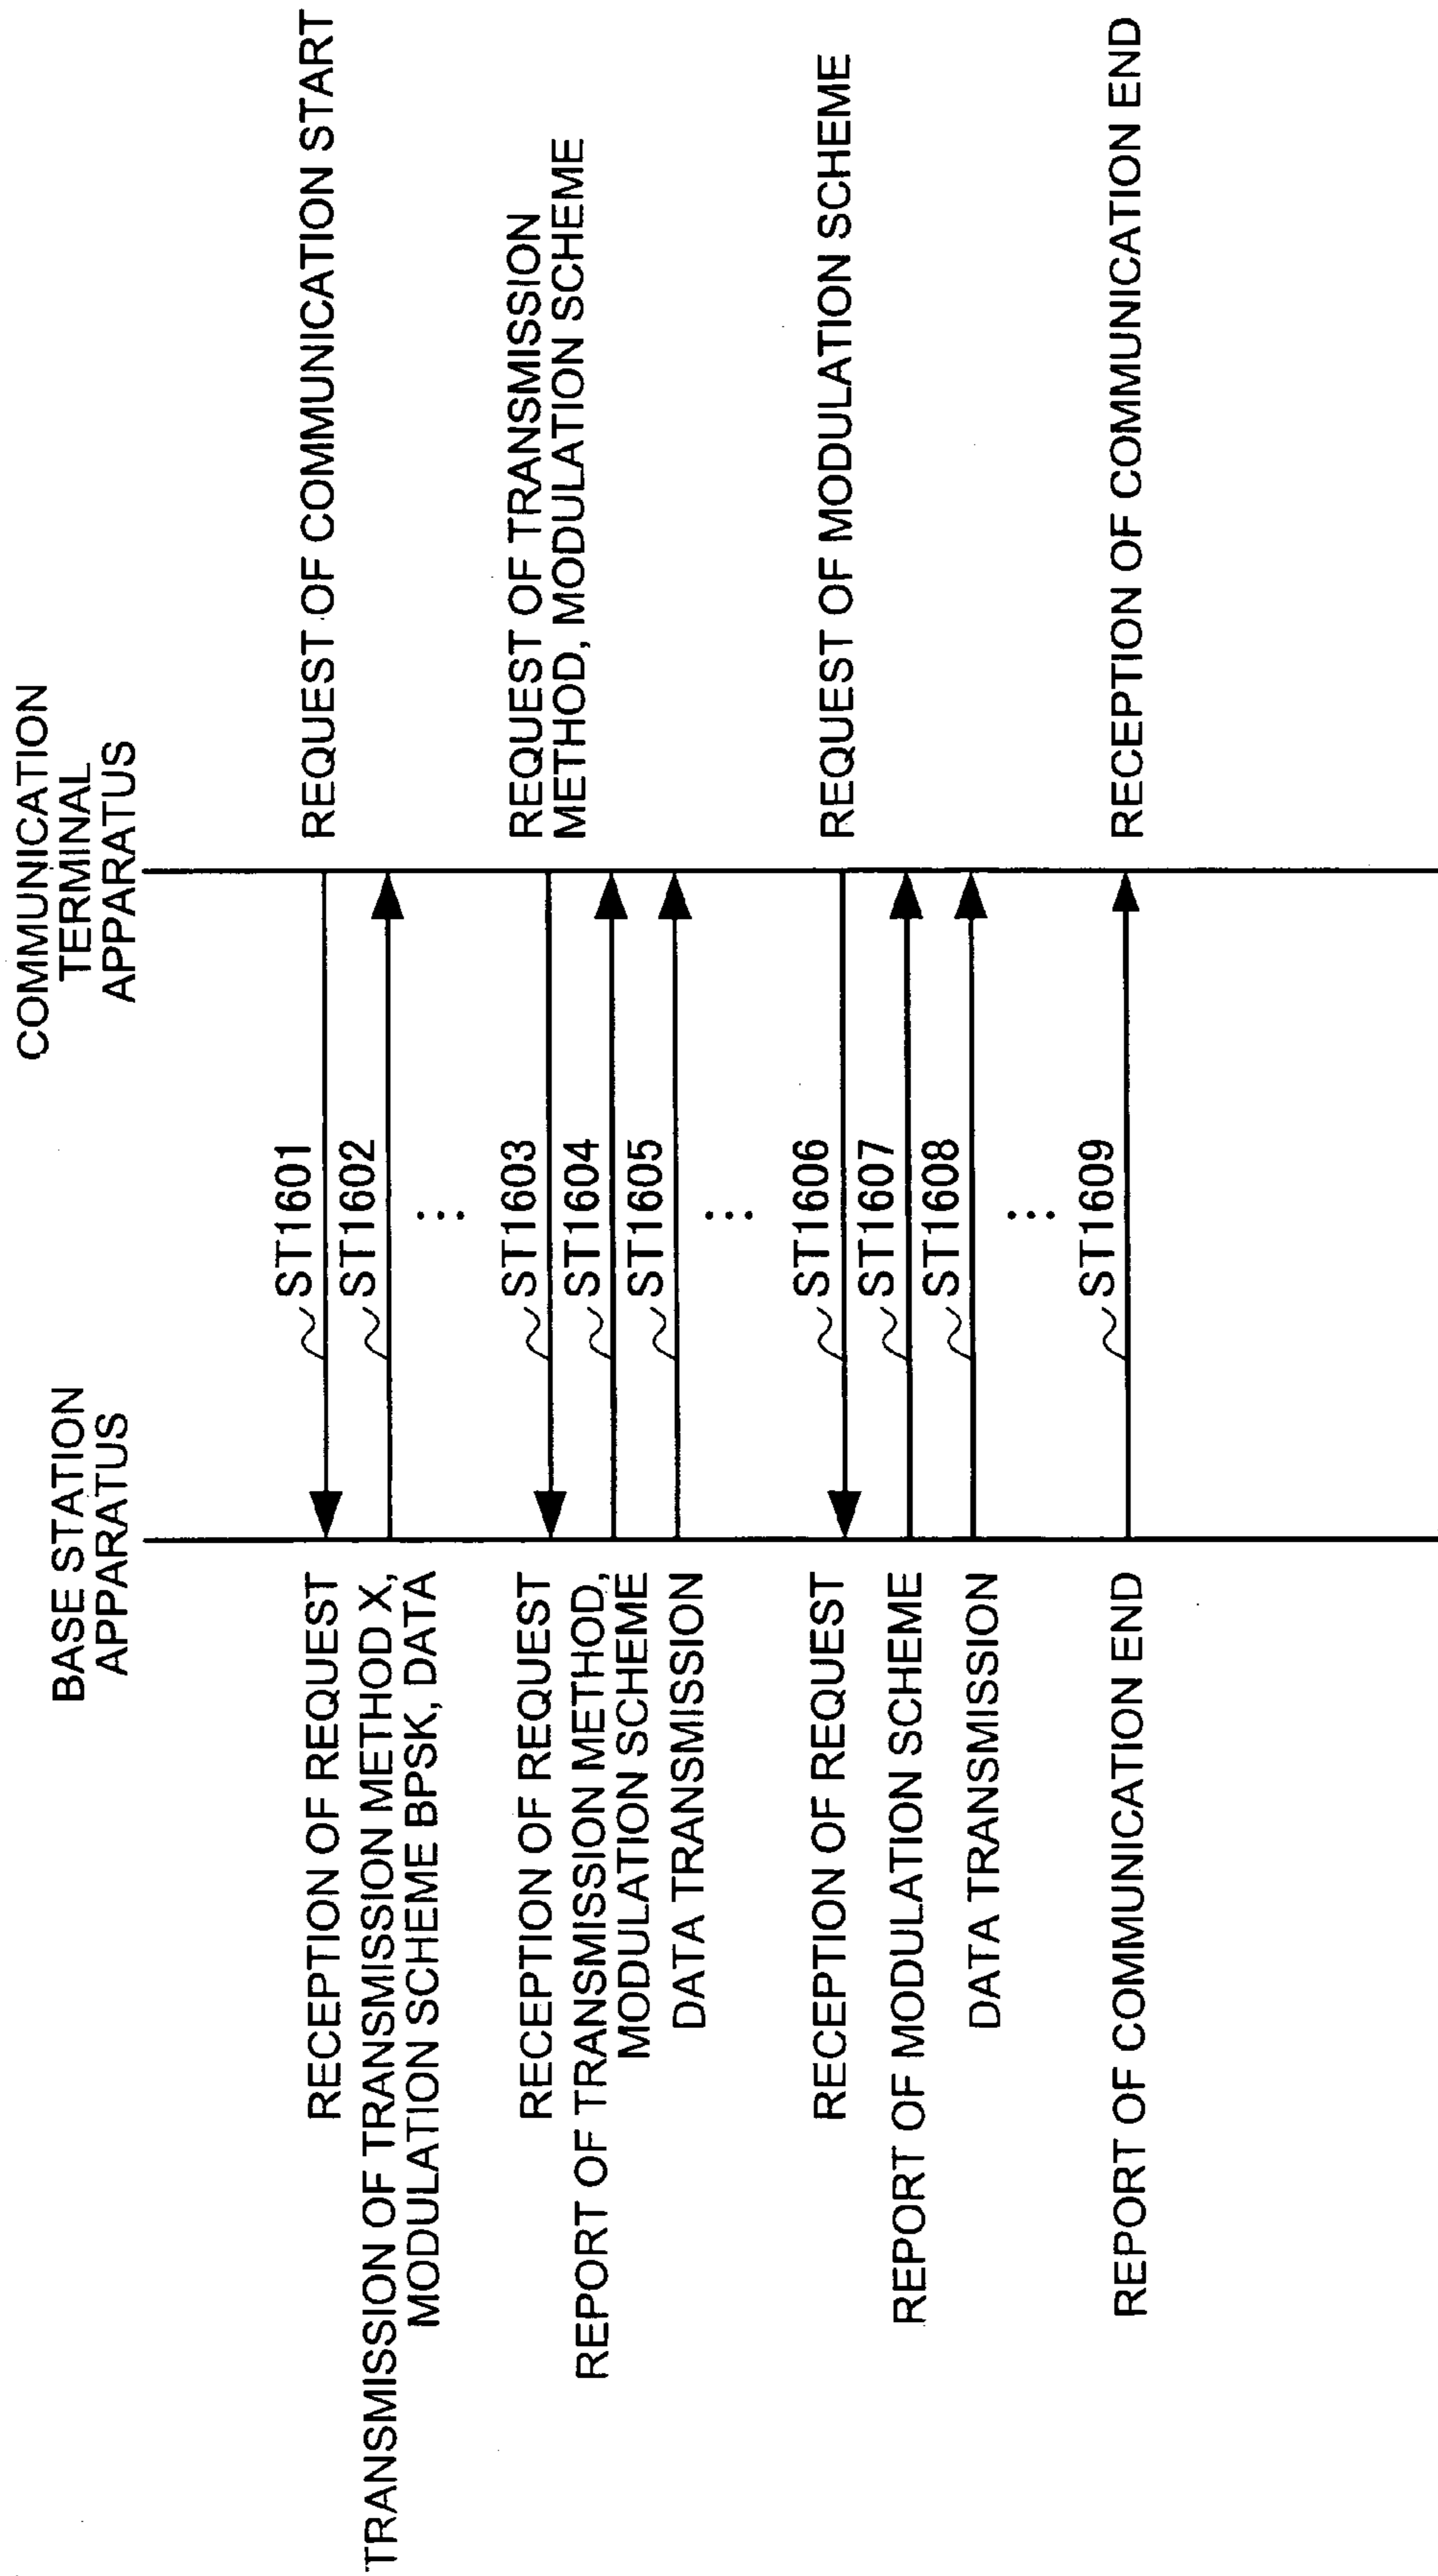 BASE STATION
APPARATUS
COMMUNICATION
TERMINAL
APPARATUS
RECEPTION OF REQUEST
ST1601
REQUEST OF COMMUNICATION START
TRANSMISSION OF TRANSMISSION METHOD X,
MODULATION SCHEME BPSK, DATA
ST1602
...
RECEPTION OF REQUEST
ST1603
REQUEST OF TRANSMISSION
METHOD, MODULATION SCHEME
REPORT OF TRANSMISSION METHOD,
MODULATION SCHEME
ST1604
DATA TRANSMISSION
ST1605
...
RECEPTION OF REQUEST
ST1606
REQUEST OF MODULATION SCHEME
REPORT OF MODULATION SCHEME
ST1607
DATA TRANSMISSION
ST1608
...
REPORT OF COMMUNICATION END
ST1609
RECEPTION OF COMMUNICATION END